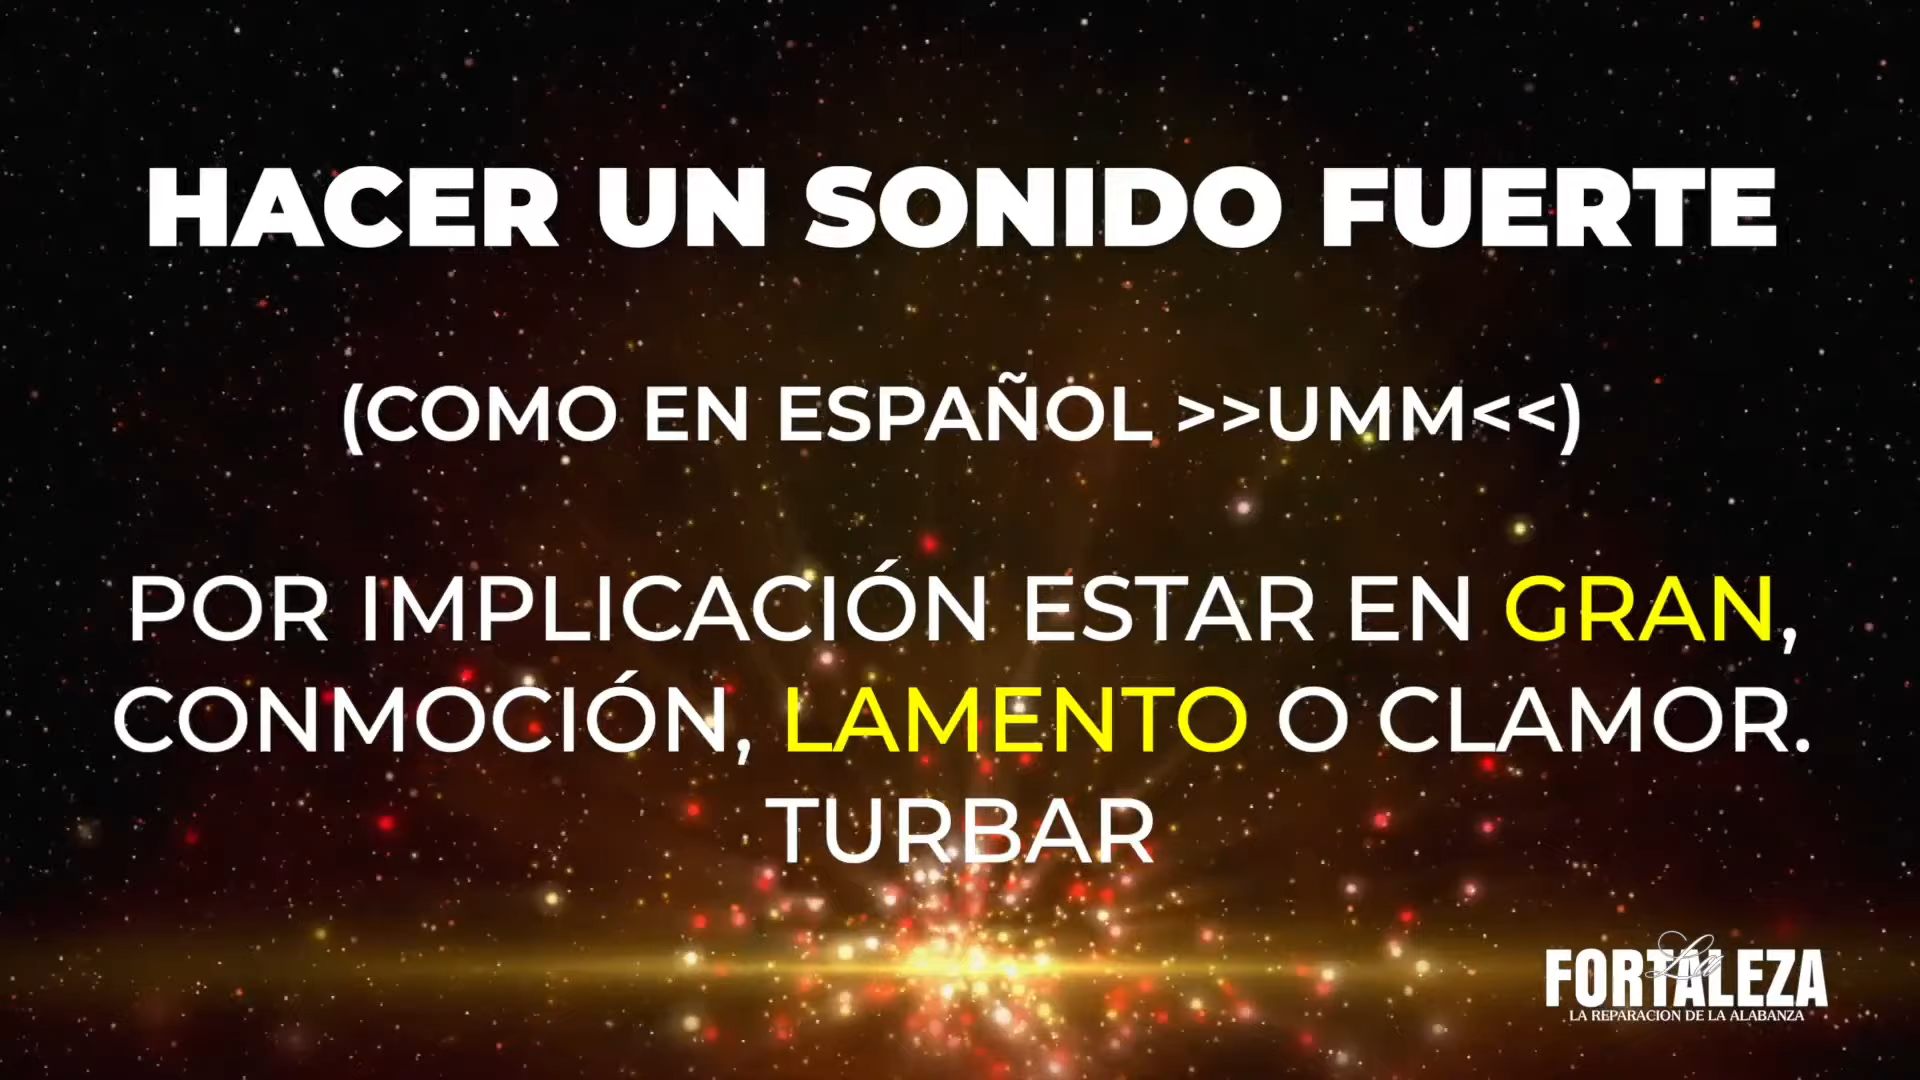 HACER UN SONIDO FUERTE
(COMO EN ESPAÑOL >>UMM<<)
POR IMPLICACIÓN ESTAR EN GRAN,
CONMOCIÓN, LAMENTO O CLAMOR.
TURBAR
La
FORTALEZA
LA REPARACION DE LA ALABANZA